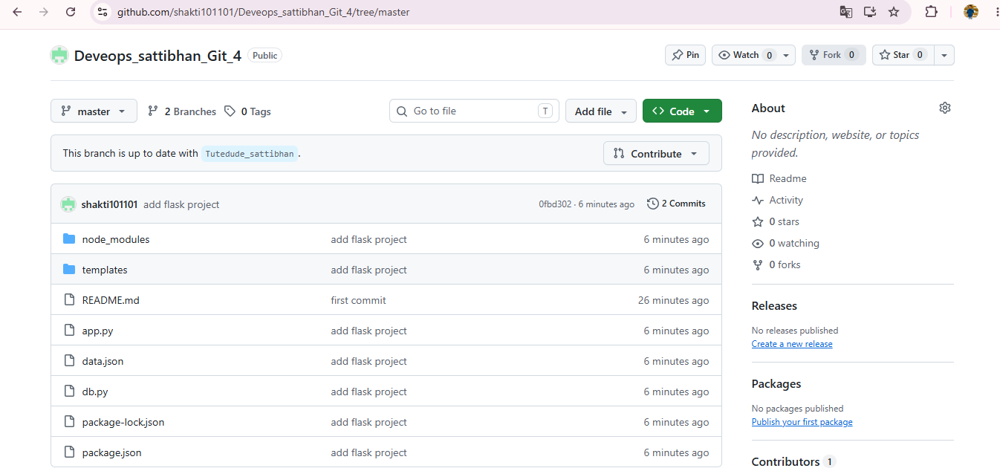 github.com/shakti101101/Deveops_sattibhan_Git_4/tree/master
Deveops_sattibhan_Git_4 Public
Pin Watch 0 Fork 0 Star 0
master 2 Branches 0 Tags Go to file T Add file Code
This branch is up to date with Tutedude_sattibhan . Contribute
shakti101101 add flask project 0fbd302 · 6 minutes ago 2 Commits
node_modules add flask project 6 minutes ago
templates add flask project 6 minutes ago
README.md first commit 26 minutes ago
app.py add flask project 6 minutes ago
data.json add flask project 6 minutes ago
db.py add flask project 6 minutes ago
package-lock.json add flask project 6 minutes ago
package.json add flask project 6 minutes ago
About
No description, website, or topics
provided.
Readme
Activity
0 stars
0 watching
0 forks
Releases
No releases published
Create a new release
Packages
No packages published
Publish your first package
Contributors 1